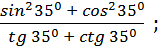 sin²35⁰ + cos²35⁰
tg 35⁰ + ctg 35⁰ ;